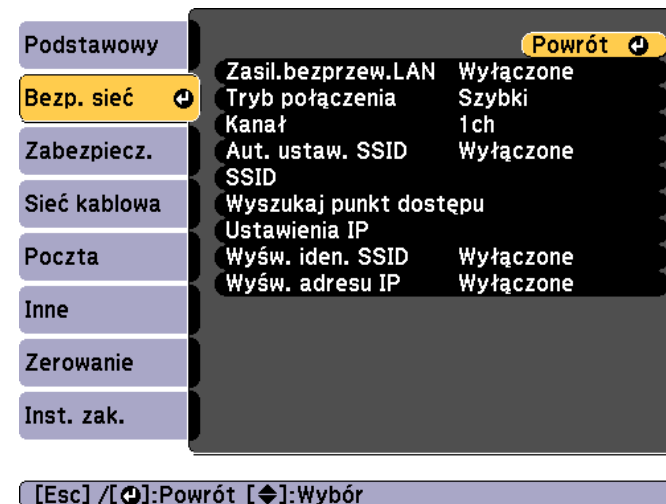 Podstawowy
Bezp. sieć
Zabezpiecz.
Sieć kablowa
Poczta
Inne
Zerowanie
Inst. zak.
Powrót
Zasil.bezprzew.LAN Wyłączone
Tryb połączenia Szybki
Kanał 1ch
Aut. ustaw. SSID Wyłączone
SSID
Wyszukaj punkt dostępu
Ustawienia IP
Wyśw. iden. SSID Wyłączone
Wyśw. adresu IP Wyłączone
[Esc] /[⏎]:Powrót [◆]:Wybór